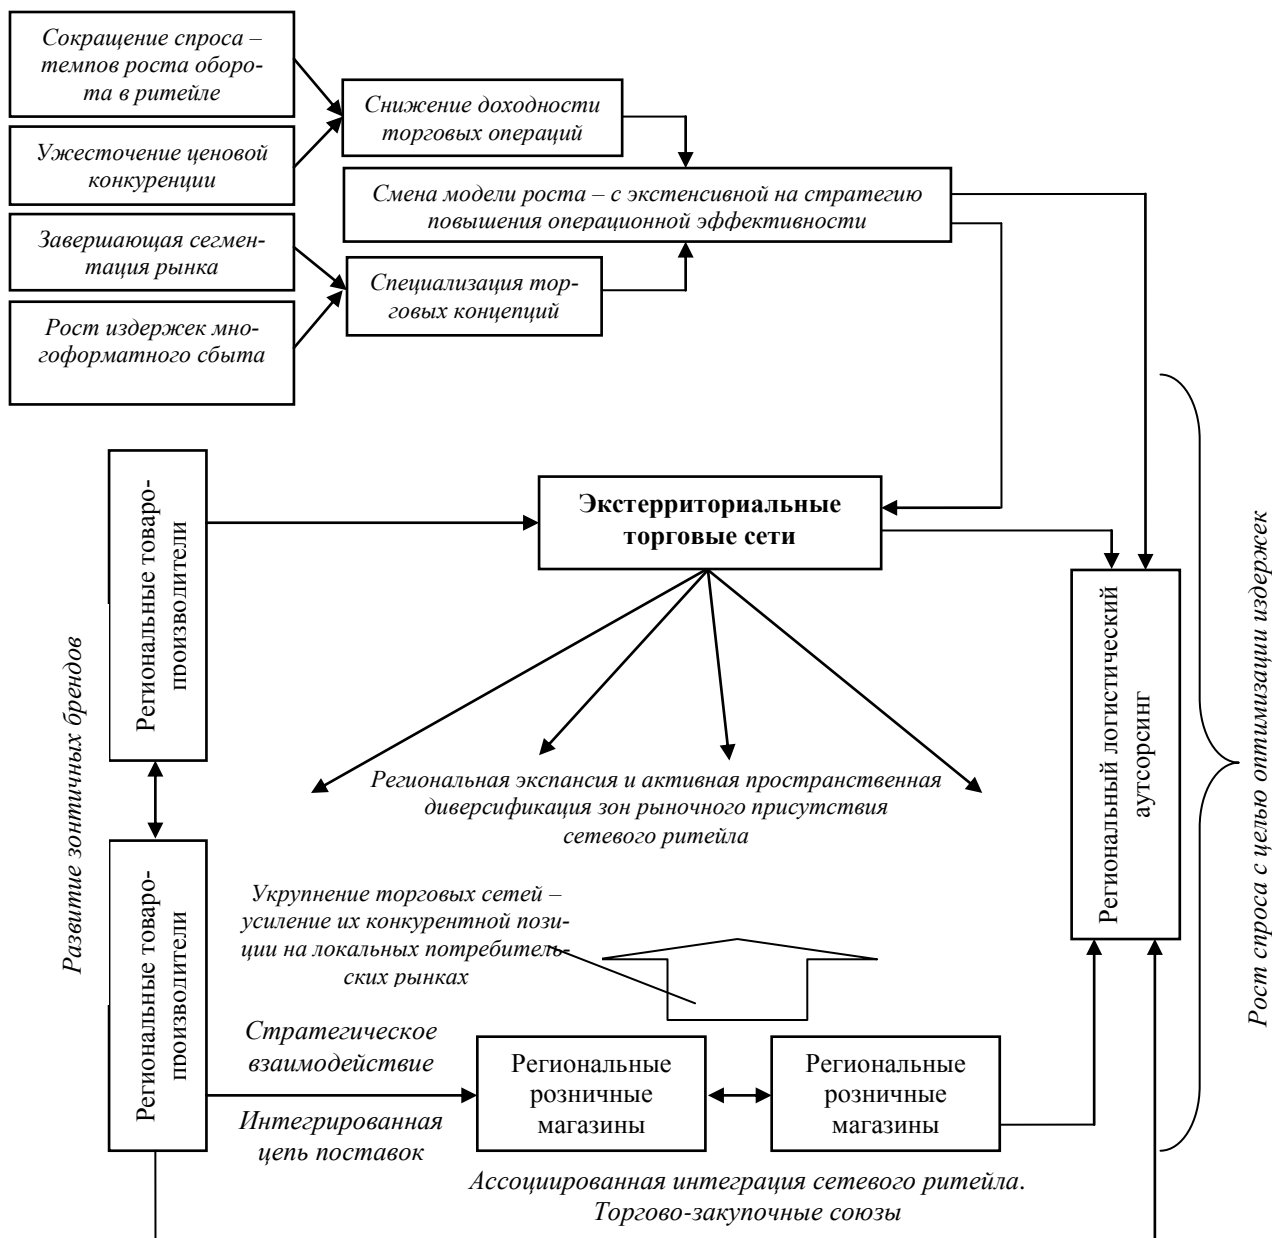 Сокращение спроса –
темпов роста оборо-
та в ритейле
Снижение доходности
торговых операций
Ужесточение ценовой
конкуренции
Смена модели роста – с экстенсивной на стратегию
повышения операционной эффективности
Завершающая сегмен-
тация рынка
Специализация тор-
говых концепций
Рост издержек мно-
гоформатного сбыта
Региональные товаро-
производители
Экстерриториальные
торговые сети
Региональный логистический
аутсорсинг
Рост спроса с целью оптимизации издержек
Развитие зонтичных брендов
Региональная экспансия и активная пространственная
диверсификация зон рыночного присутствия
сетевого ритейла
Региональные товаро-
производители
Укрупнение торговых сетей –
усиление их конкурентной пози-
ции на локальных потребитель-
ских рынках
Стратегическое
взаимодействие
Интегрированная
цепь поставок
Региональные
розничные
магазины
Региональные
розничные
магазины
Ассоциированная интеграция сетевого ритейла.
Торгово-закупочные союзы